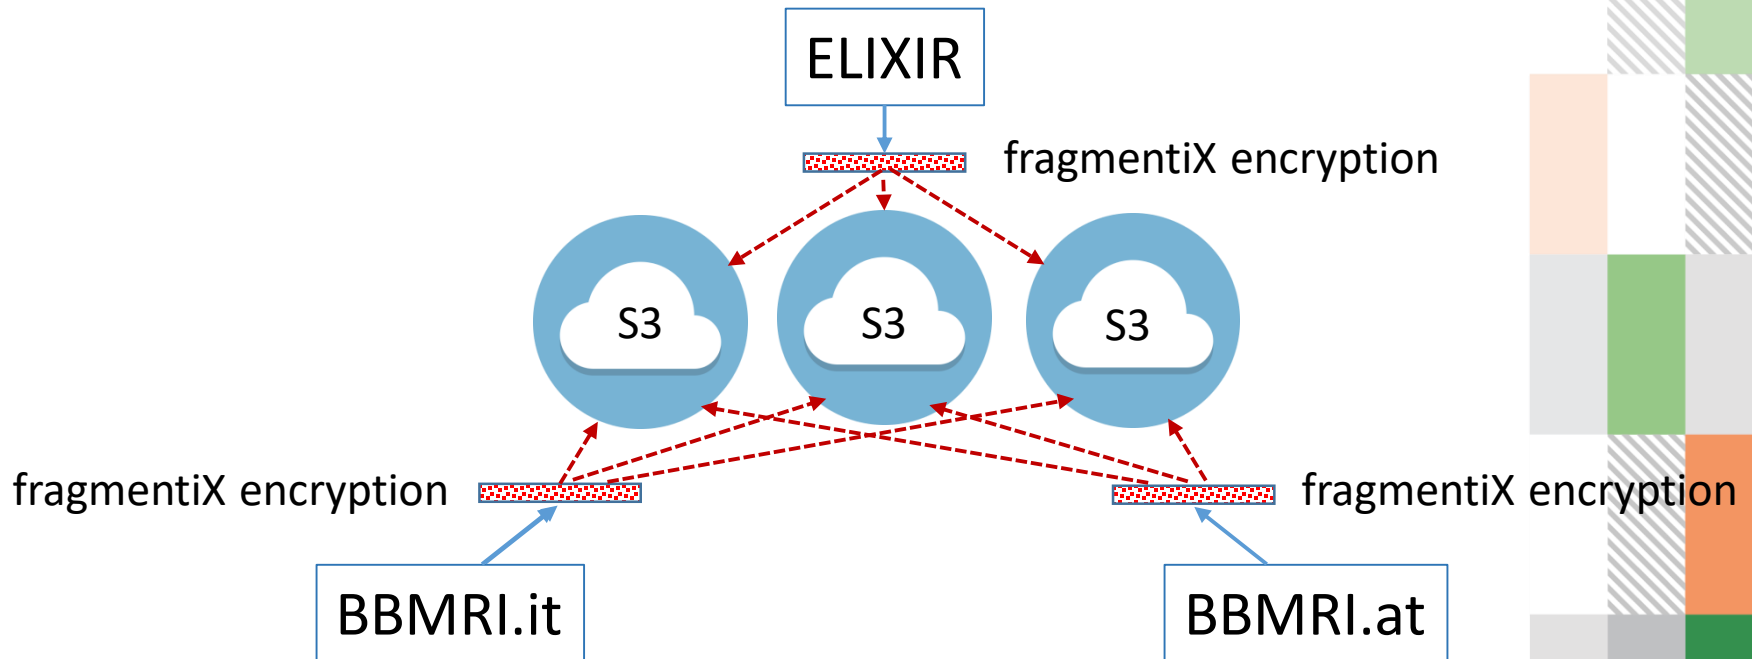 ELIXIR
fragmentiX encryption
S3
S3
S3
fragmentiX encryption
fragmentiX encryption
BBMRI.it
BBMRI.at